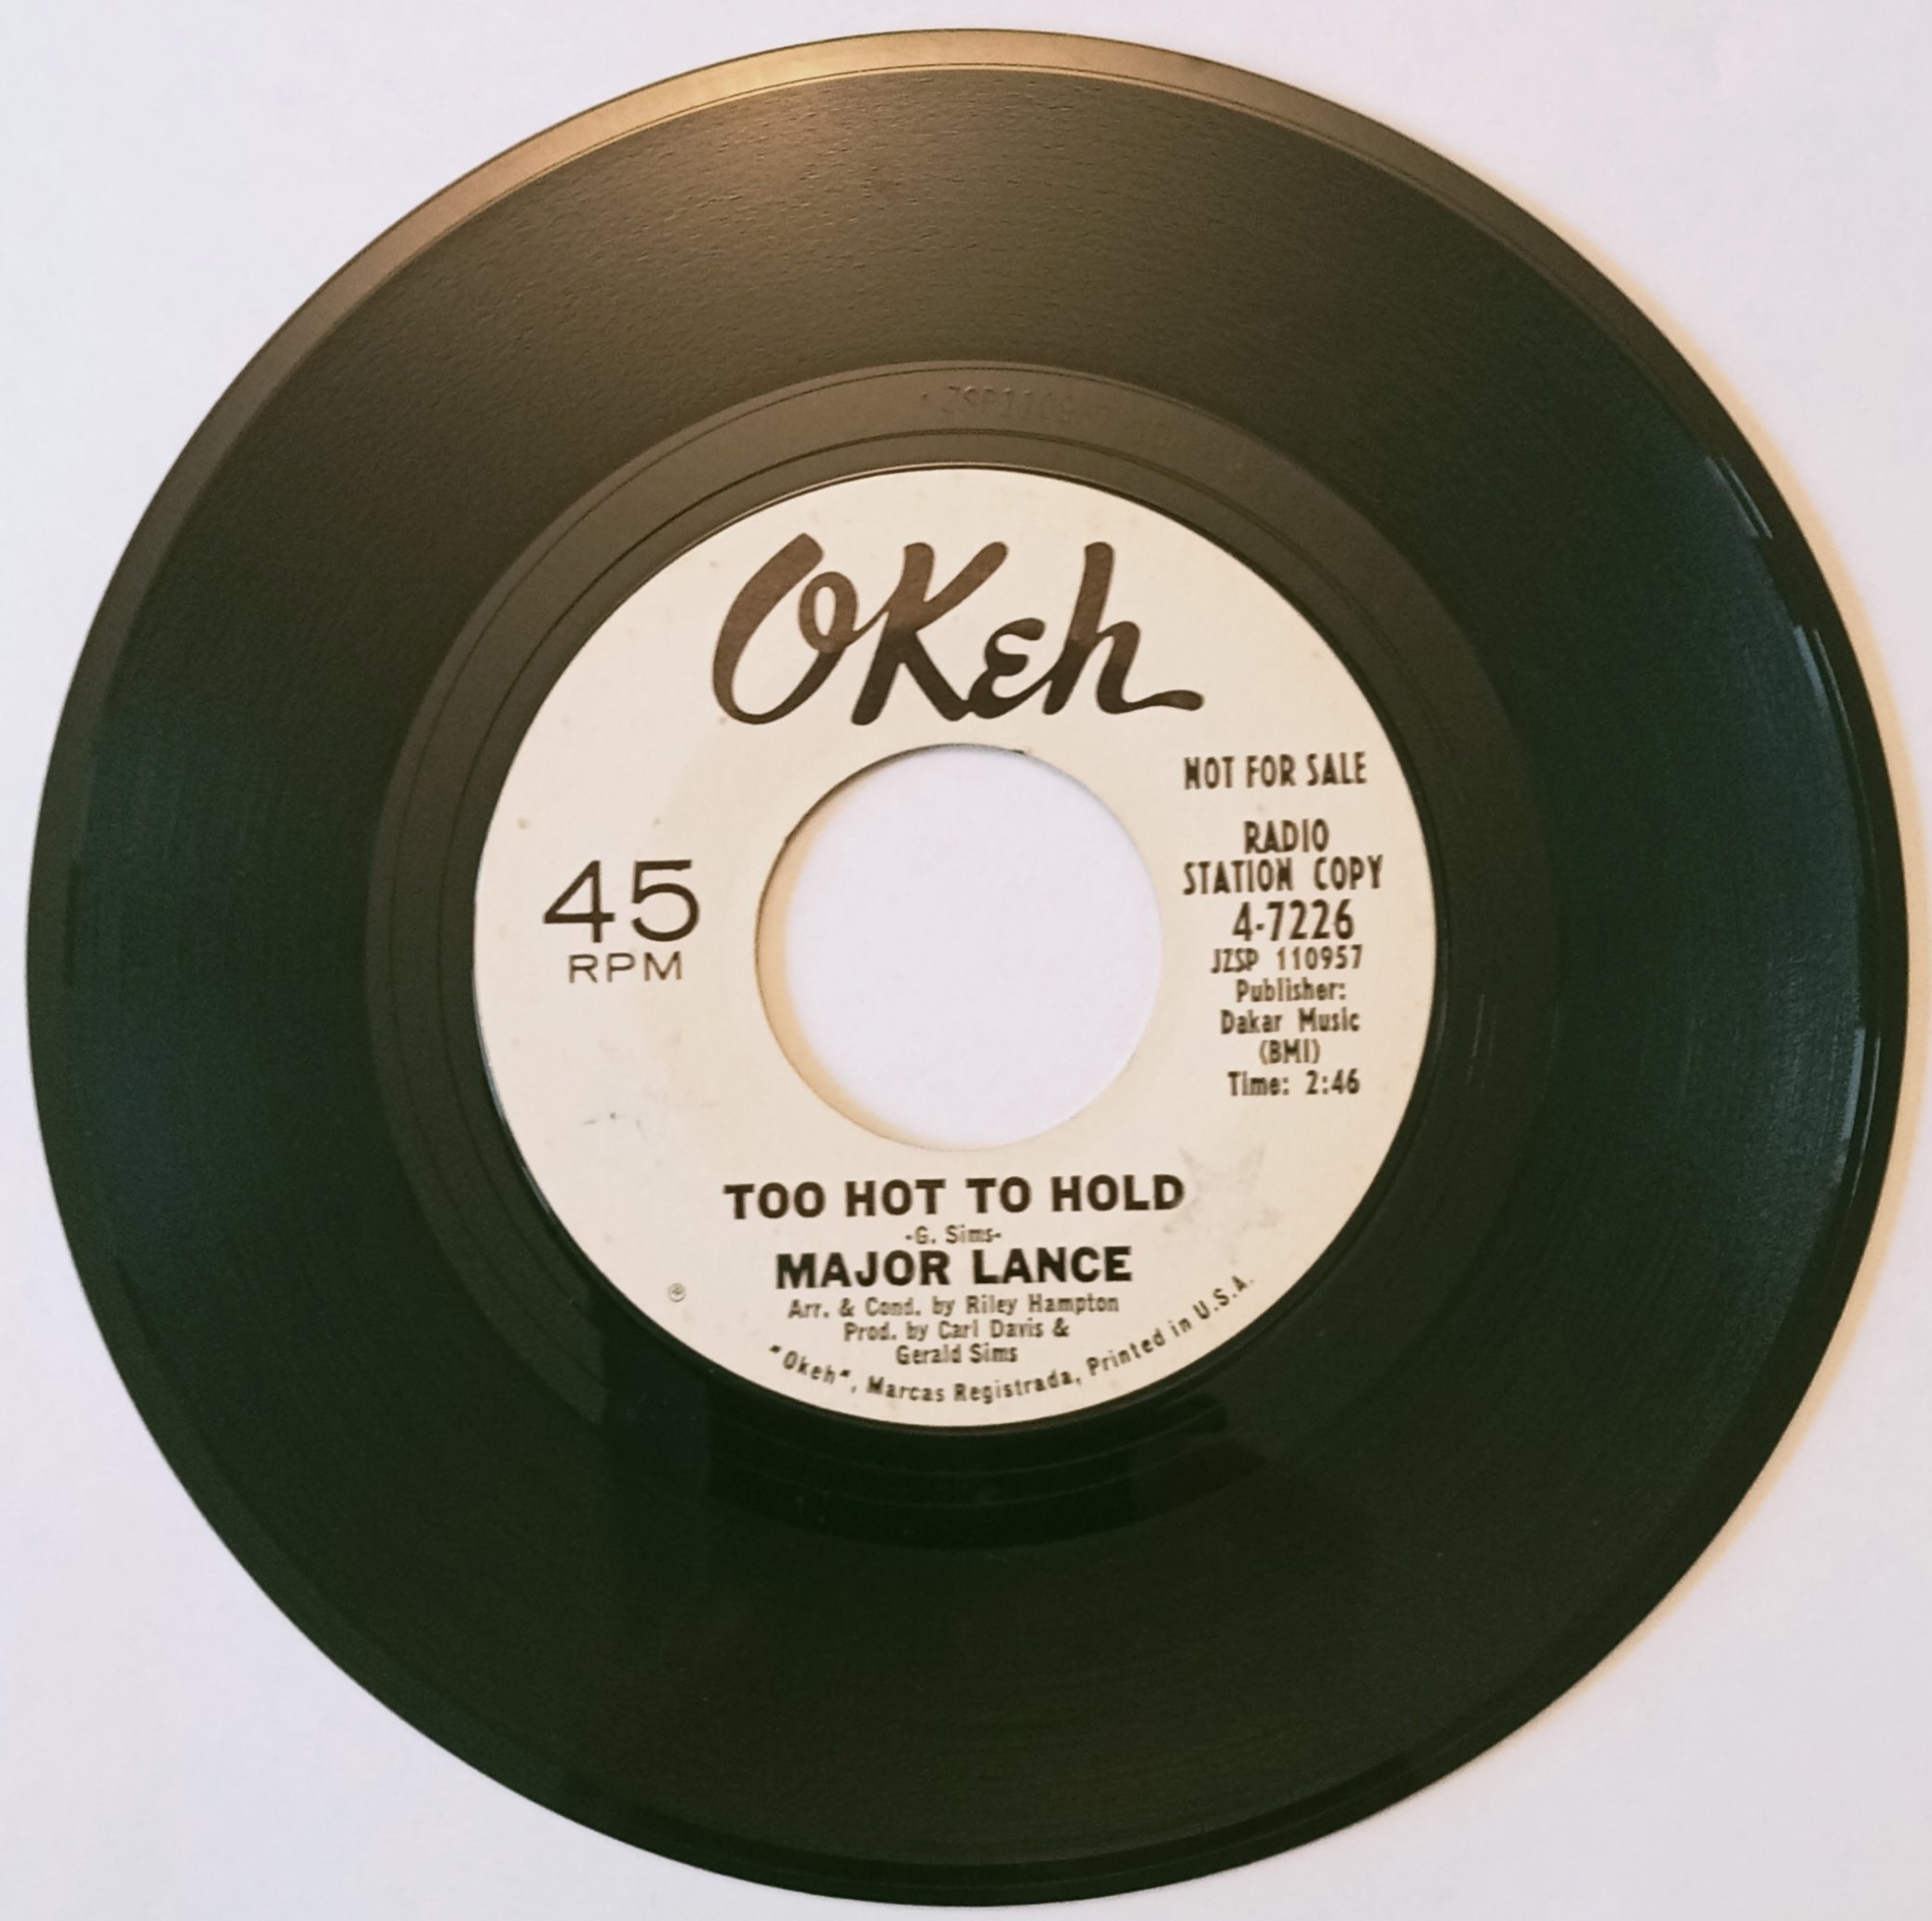 OKeh
NOT FOR SALE
RADIO
STATION COPY
45
RPM
4-7226
JZSP 110957
Publisher:
Dakar Music
(BMI)
Time: 2:46
TOO HOT TO HOLD
-G. Sims-
MAJOR LANCE
Arr. & Cond. by Riley Hampton
Prod. by Carl Davis &
Gerald Sims
"Okeh", Marcas Registrada, Printed in U.S.A.